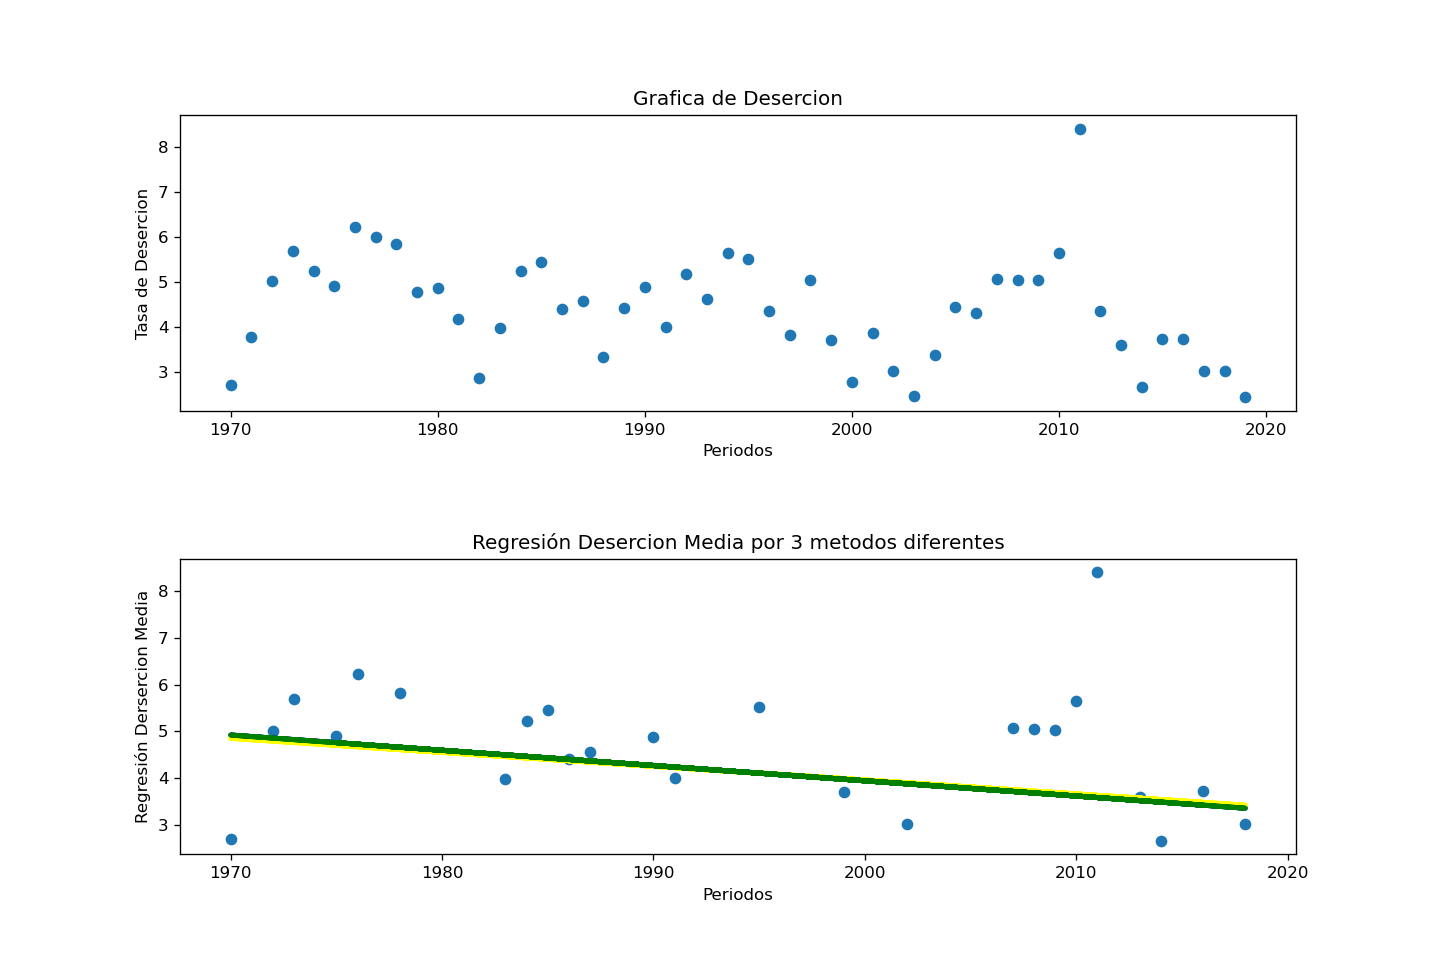 Grafica de Desercion
Tasa de Desercion
8
7
6
5
4
3
1970 1980 1990 2000 2010 2020
Periodos
Regresión Desercion Media por 3 metodos diferentes
Regresión Dersercion Media
8
7
6
5
4
3
1970 1980 1990 2000 2010 2020
Periodos